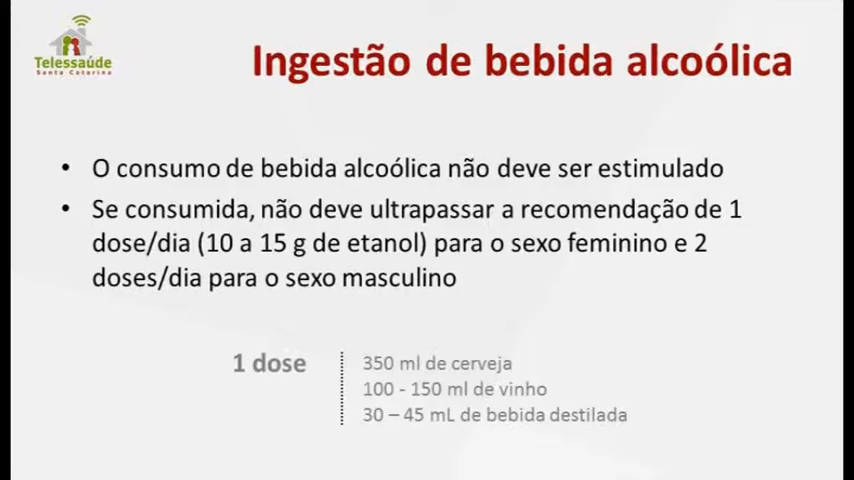 Telessaúde
Santa Catarina
Ingestão de bebida alcoólica
• O consumo de bebida alcoólica não deve ser estimulado
• Se consumida, não deve ultrapassar a recomendação de 1
dose/dia (10 a 15 g de etanol) para o sexo feminino e 2
doses/dia para o sexo masculino
1 dose
350 ml de cerveja
100 - 150 ml de vinho
30 – 45 mL de bebida destilada